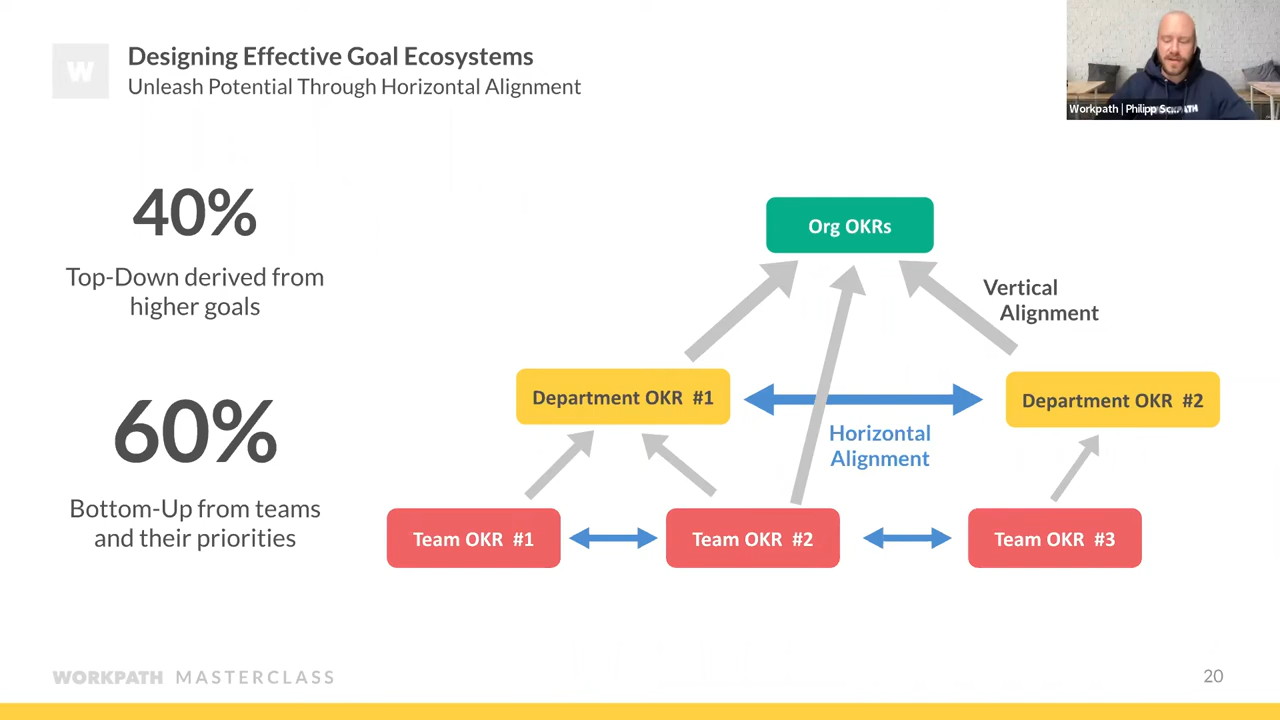 W
Designing Effective Goal Ecosystems
Unleash Potential Through Horizontal Alignment
Workpath | Philipp Sc...
40%
Top-Down derived from
higher goals
60%
Bottom-Up from teams
and their priorities
Org OKRs
Vertical
Alignment
Department OKR #1
Department OKR #2
Horizontal
Alignment
Team OKR #1
Team OKR #2
Team OKR #3
WORKPATH MASTERCLASS
20